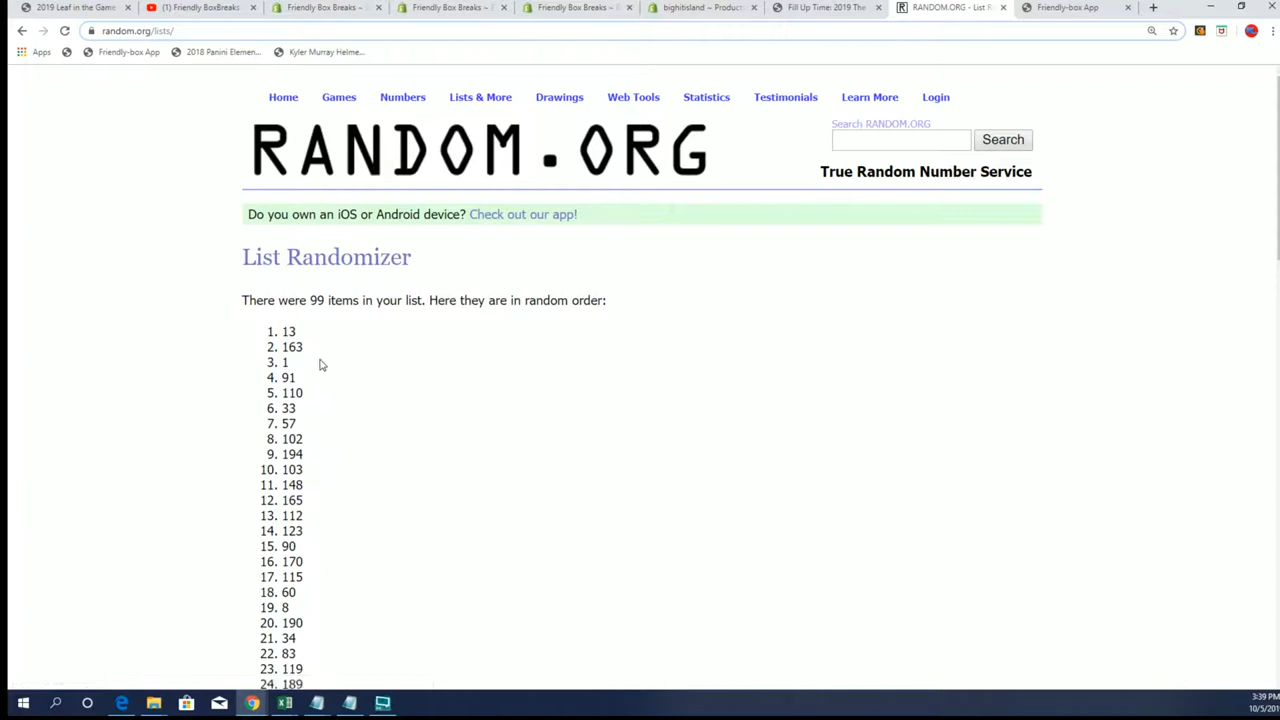 2019 Leaf in the Game
(1) Friendly BoxBreaks
Friendly Box Breaks ~
Friendly Box Breaks ~
Friendly Box Breaks ~
bighitisland ~ Product
Fill Up Time: 2019 The
RANDOM.ORG - List R
Friendly-box App
random.org/lists/
Apps
Friendly-box App
2018 Panini Elemen...
Kyler Murray Helme...
Home
Games
Numbers
Lists & More
Drawings
Web Tools
Statistics
Testimonials
Learn More
Login
RANDOM.ORG
Search RANDOM.ORG
Search
True Random Number Service
Do you own an iOS or Android device? Check out our app!
List Randomizer
There were 99 items in your list. Here they are in random order:
1. 13
2. 163
3. 1
4. 91
5. 110
6. 33
7. 57
8. 102
9. 194
10. 103
11. 148
12. 165
13. 112
14. 123
15. 90
16. 170
17. 115
18. 60
19. 8
20. 190
21. 34
22. 83
23. 119
24. 189
3:39 PM
10/5/20